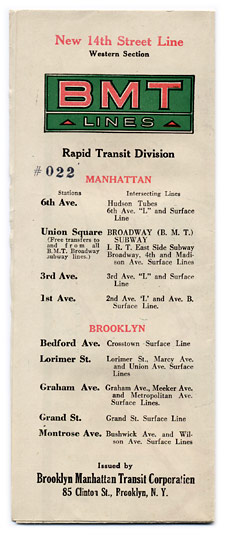 New 14th Street Line
Western Section
BMT
LINES
Rapid Transit Division
#022
MANHATTAN
Stations Intersecting Lines
6th Ave. Hudson Tubes
6th Ave. "L" and Surface
Line
Union Square BROADWAY (B. M. T.)
(Free transfers to SUBWAY
and from all I. R. T. East Side Subway
B.M.T. Broadway Broadway, 4th and Madi-
subway lines.) son Ave. Surface Lines
3rd Ave. 3rd Ave. "L" and Surface
Line.
1st Ave. 2nd Ave. 'L' and Ave. B.
Surface Line.
BROOKLYN
Bedford Ave. Crosstown Surface Line
Lorimer St. Lorimer St., Marcy Ave.
and Union Ave. Surface
Lines
Graham Ave. Graham Ave., Meeker Ave.
and Metropolitan Ave.
Surface Lines.
Grand St. Grand St. Surface Line
Montrose Ave. Bushwick Ave. and Wil-
son Ave. Surface Lines
Issued by
Brooklyn Manhattan Transit Corporation
85 Clinton St., Brooklyn, N. Y.